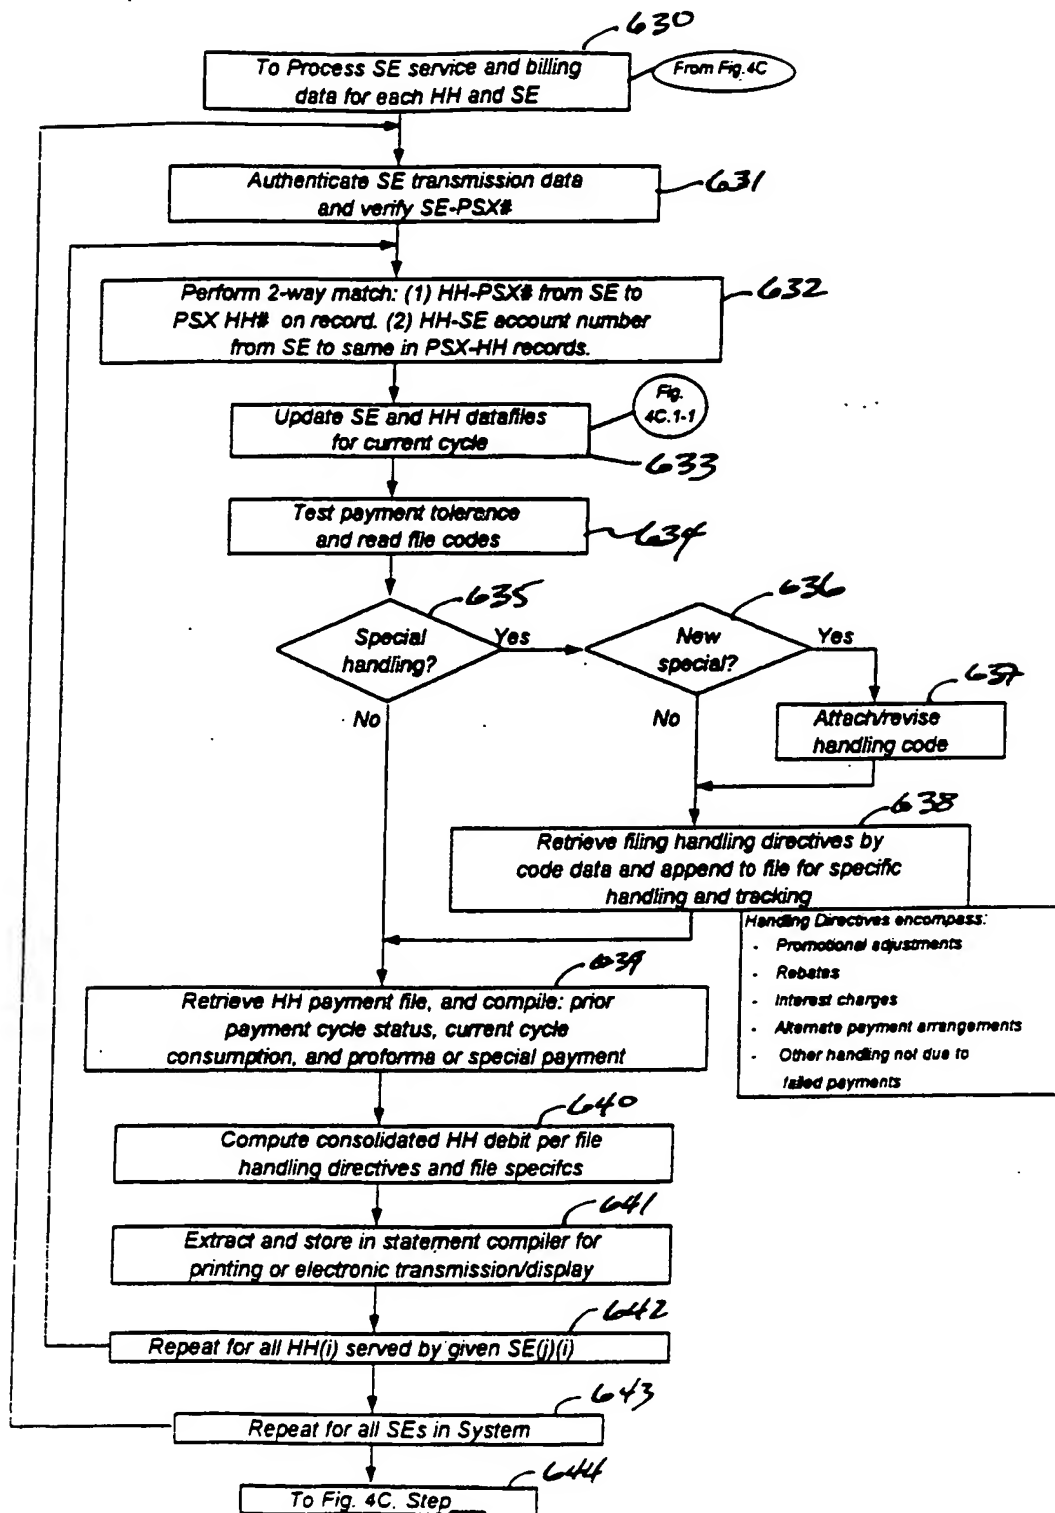 630
To Process SE service and billing
data for each HH and SE
From Fig.4C
Authenticate SE transmission data
and verify SE-PSX#
631
Perform 2-way match: (1) HH-PSX# from SE to
PSX HH# on record. (2) HH-SE account number
from SE to same in PSX-HH records.
632
Update SE and HH datafiles
for current cycle
Fig.
4C.1-1
633
Test payment tolerance
and read file codes
634
635
Special
handling?
Yes
No
636
New
special?
Yes
No
637
Attach/revise
handling code
638
Retrieve filing handling directives by
code data and append to file for specific
handling and tracking
Handling Directives encompass:
- Promotional adjustments
- Rebates
- Interest charges
- Alternate payment arrangements
- Other handling not due to
failed payments
639
Retrieve HH payment file, and compile: prior
payment cycle status, current cycle
consumption, and proforma or special payment
640
Compute consolidated HH debit per file
handling directives and file specifcs
641
Extract and store in statement compiler for
printing or electronic transmission/display
642
Repeat for all HH(i) served by given SE(j)(i)
643
Repeat for all SEs in System
644
To Fig. 4C. Step